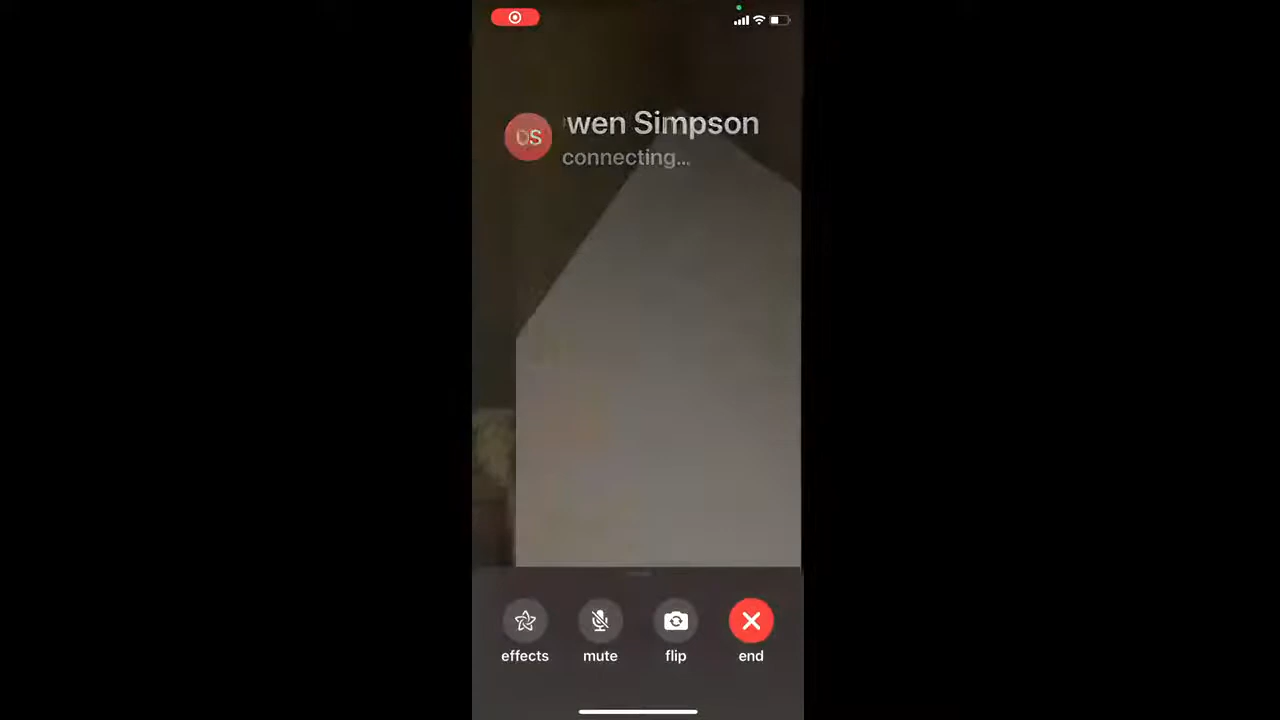 OS
wen Simpson
connecting...
effects
mute
flip
end